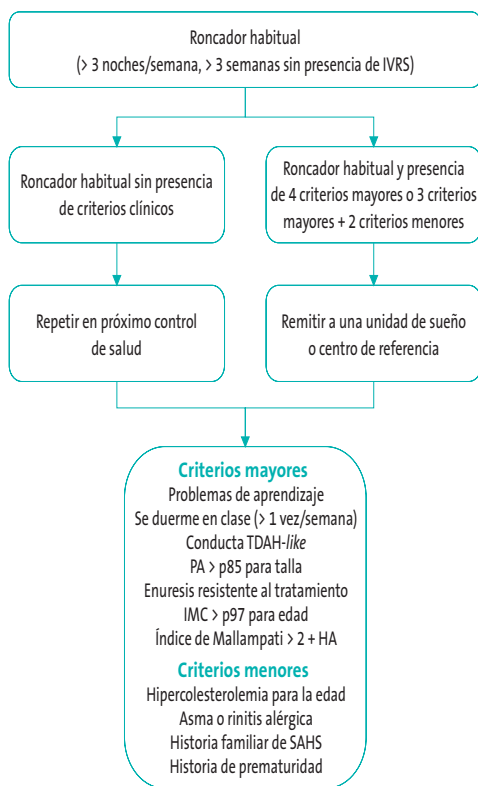 Roncador habitual
(> 3 noches/semana, > 3 semanas sin presencia de IVRS)
Roncador habitual sin presencia
de criterios clínicos
Roncador habitual y presencia
de 4 criterios mayores o 3 criterios
mayores + 2 criterios menores
Repetir en próximo control
de salud
Remitir a una unidad de sueño
o centro de referencia
Criterios mayores
Problemas de aprendizaje
Se duerme en clase (> 1 vez/semana)
Conducta TDAH-like
PA > p85 para talla
Enuresis resistente al tratamiento
IMC > p97 para edad
Índice de Mallampati > 2 + HA
Criterios menores
Hipercolesterolemia para la edad
Asma o rinitis alérgica
Historia familiar de SAHS
Historia de prematuridad